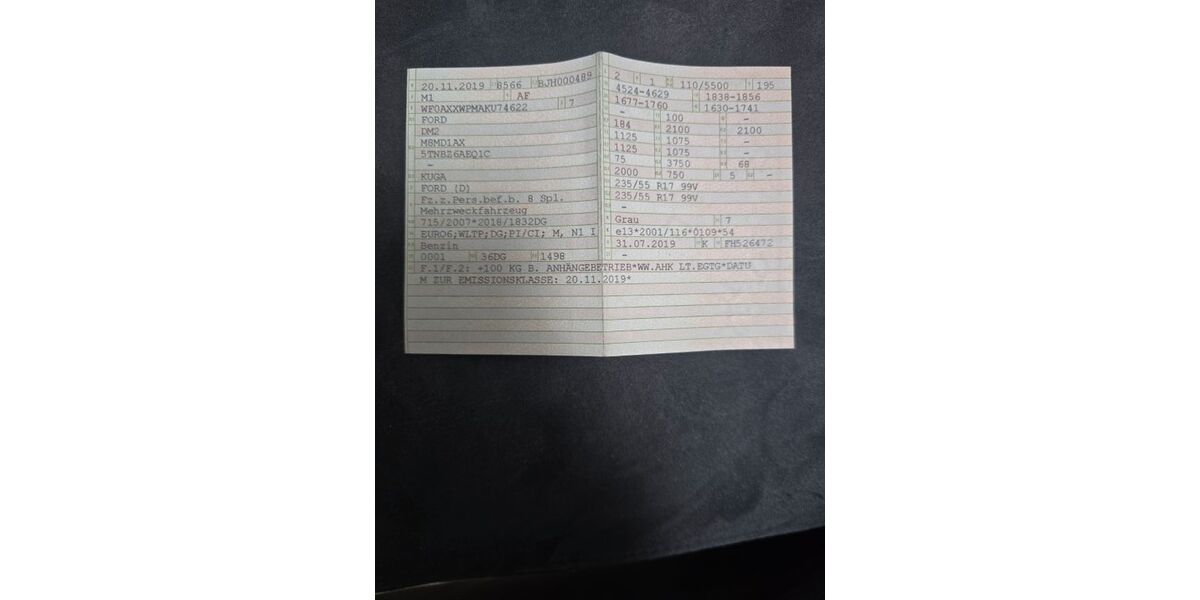 20.11.2019 8566 BJH000489
M1 AF
WF0AXXWPMAKU74622 7
FORD
DM2
M8MD1AX
5TNBZ6AEQ1C
-
KUGA
FORD (D)
Fz.z.Pers.bef.b. 8 Spl.
Mehrzweckfahrzeug
715/2007*2018/1832DG
EURO6;WLTP;DG;PI/CI; M, N1 I
Benzin
0001 36DG 1498
2 1 110/5500 195
4524-4629 1838-1856
1677-1760 1630-1741
- 100 -
184 2100 2100
1125 1075 -
1125 1075 -
75 3750 68
2000 750 5 -
235/55 R17 99V
235/55 R17 99V
-
Grau 7
e13*2001/116*0109*54
31.07.2019 K FH526472
-
F.1/F.2: +100 KG B. ANHÄNGEBETRIEB*WW.AHK LT.EGTG*DATU
M ZUR EMISSIONSKLASSE: 20.11.2019*